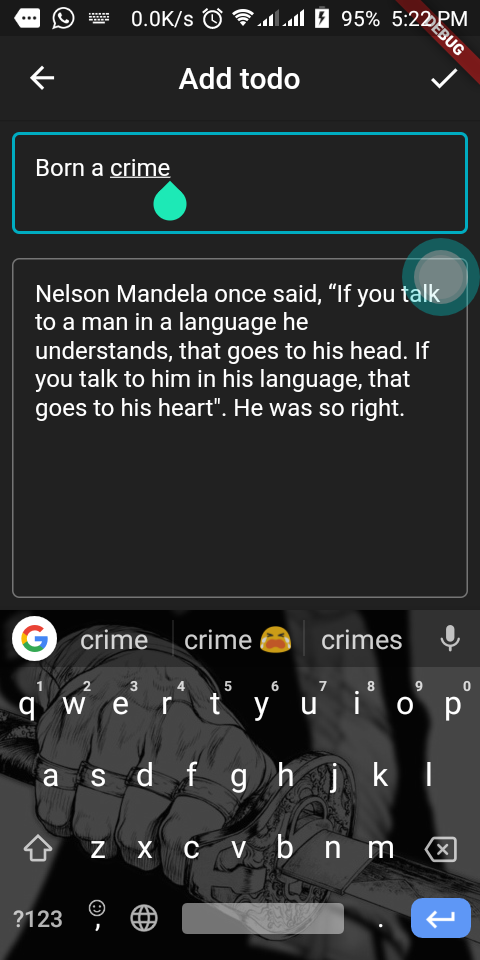 0.0K/s 95% 5:22 PM
DEBUG
Add todo
Born a crime
Nelson Mandela once said, “If you talk
to a man in a language he
understands, that goes to his head. If
you talk to him in his language, that
goes to his heart". He was so right.
G crime crime 😭 crimes
1 2 3 4 5 6 7 8 9 0
q w e r t y u i o p
a s d f g h j k l
z x c v b n m
?123 , .